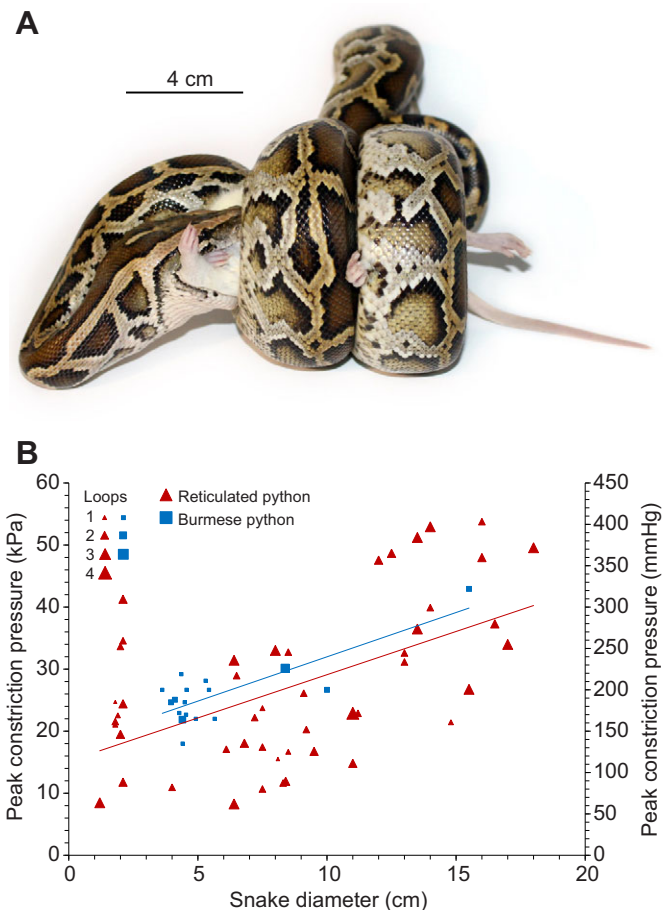 A
4 cm
B
Peak constriction pressure (kPa)
60
50
40
30
20
10
0
Loops
1
2
3
4
Reticulated python
Burmese python
450
400
350
300
250
200
150
100
50
0
Peak constriction pressure (mmHg)
0 5 10 15 20
Snake diameter (cm)